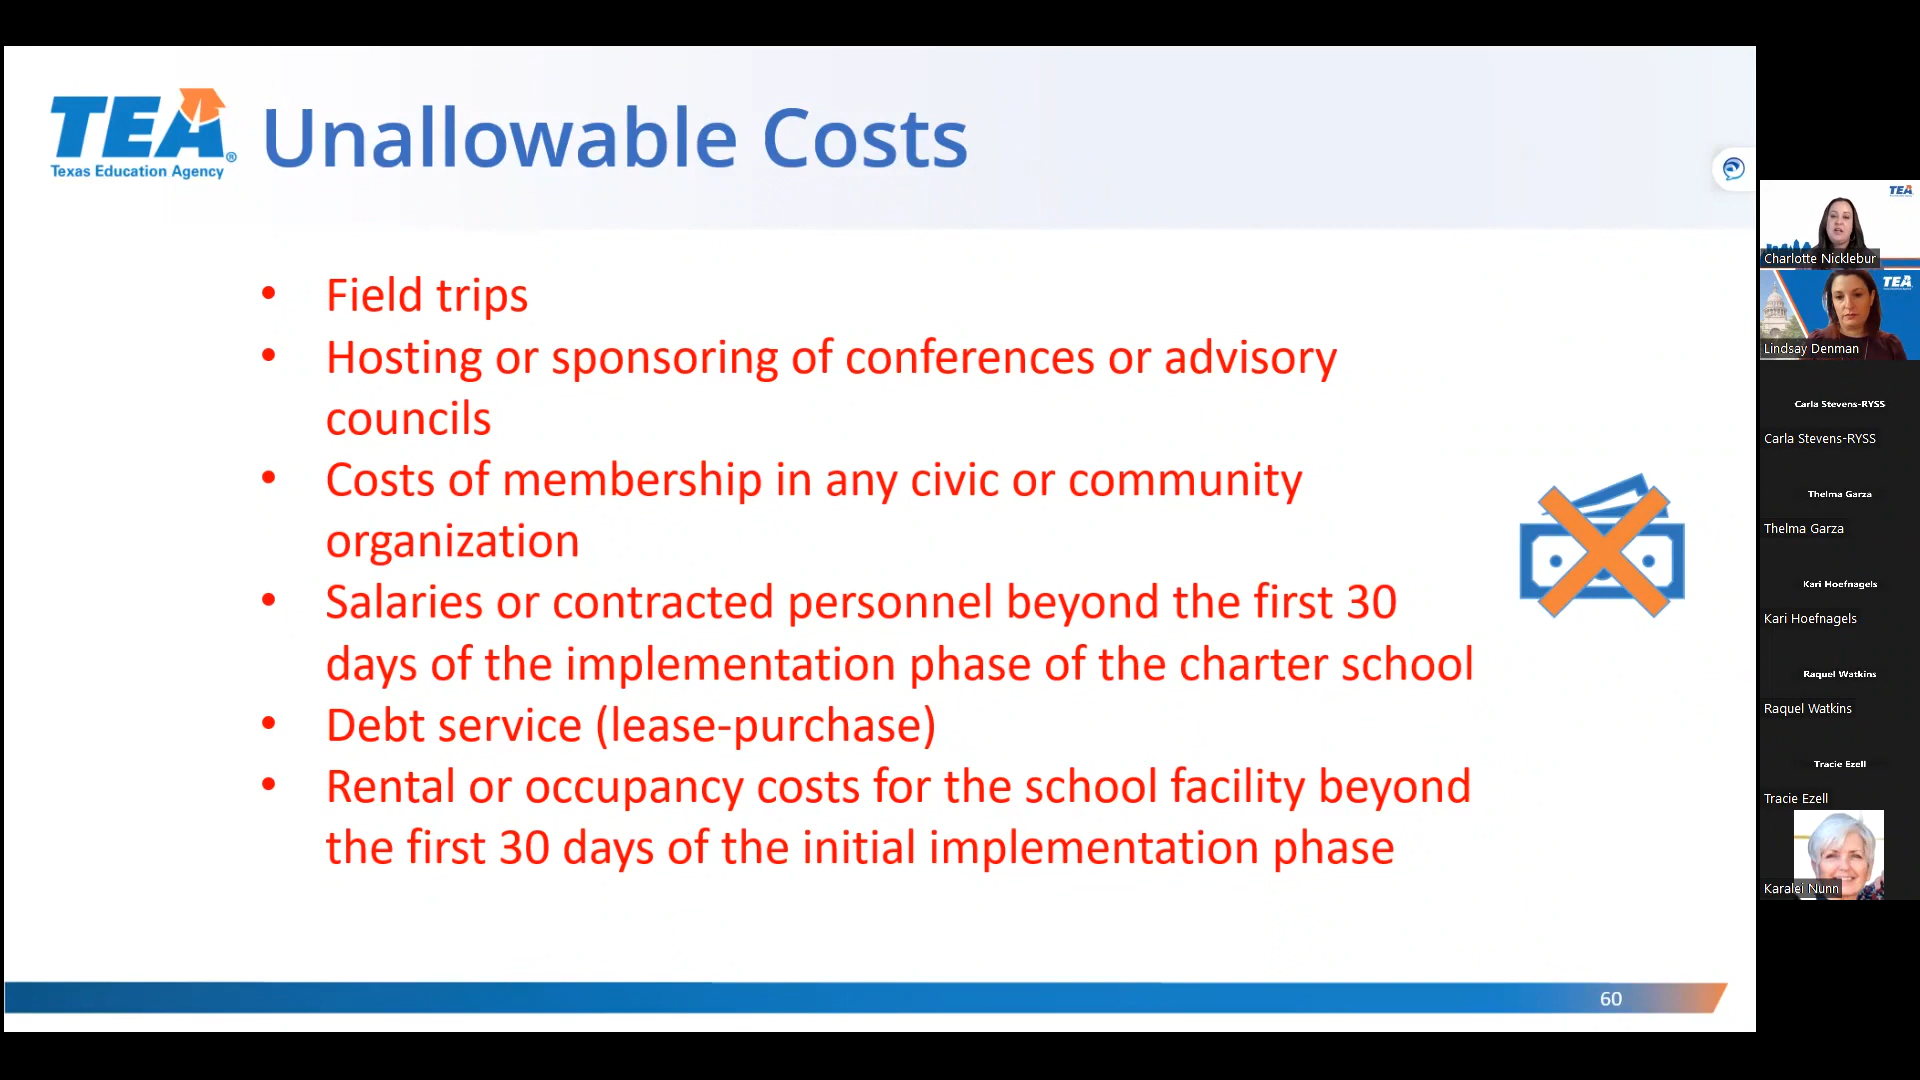 TEA
Texas Education Agency
®
Unallowable Costs
• Field trips
• Hosting or sponsoring of conferences or advisory
councils
• Costs of membership in any civic or community
organization
• Salaries or contracted personnel beyond the first 30
days of the implementation phase of the charter school
• Debt service (lease-purchase)
• Rental or occupancy costs for the school facility beyond
the first 30 days of the initial implementation phase
60
TEA
Charlotte Nicklebur
TEA
Lindsay Denman
Carla Stevens-RYSS
Carla Stevens-RYSS
Thelma Garza
Thelma Garza
Kari Hoefnagels
Kari Hoefnagels
Raquel Watkins
Raquel Watkins
Tracie Ezell
Tracie Ezell
Karalei Nunn